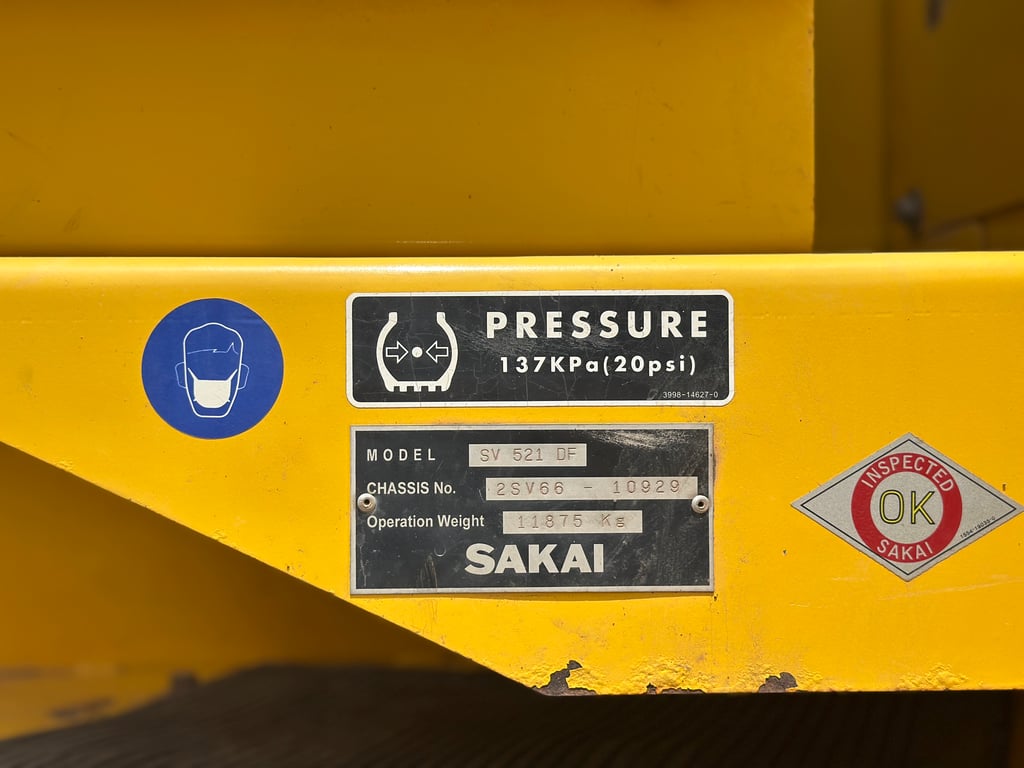 PRESSURE
137KPa(20psi)
3998-14627-0
MODEL SV 521 DF
CHASSIS No. 2SV66 - 10929
Operation Weight 11875 Kg
SAKAI
INSPECTED
OK
SAKAI